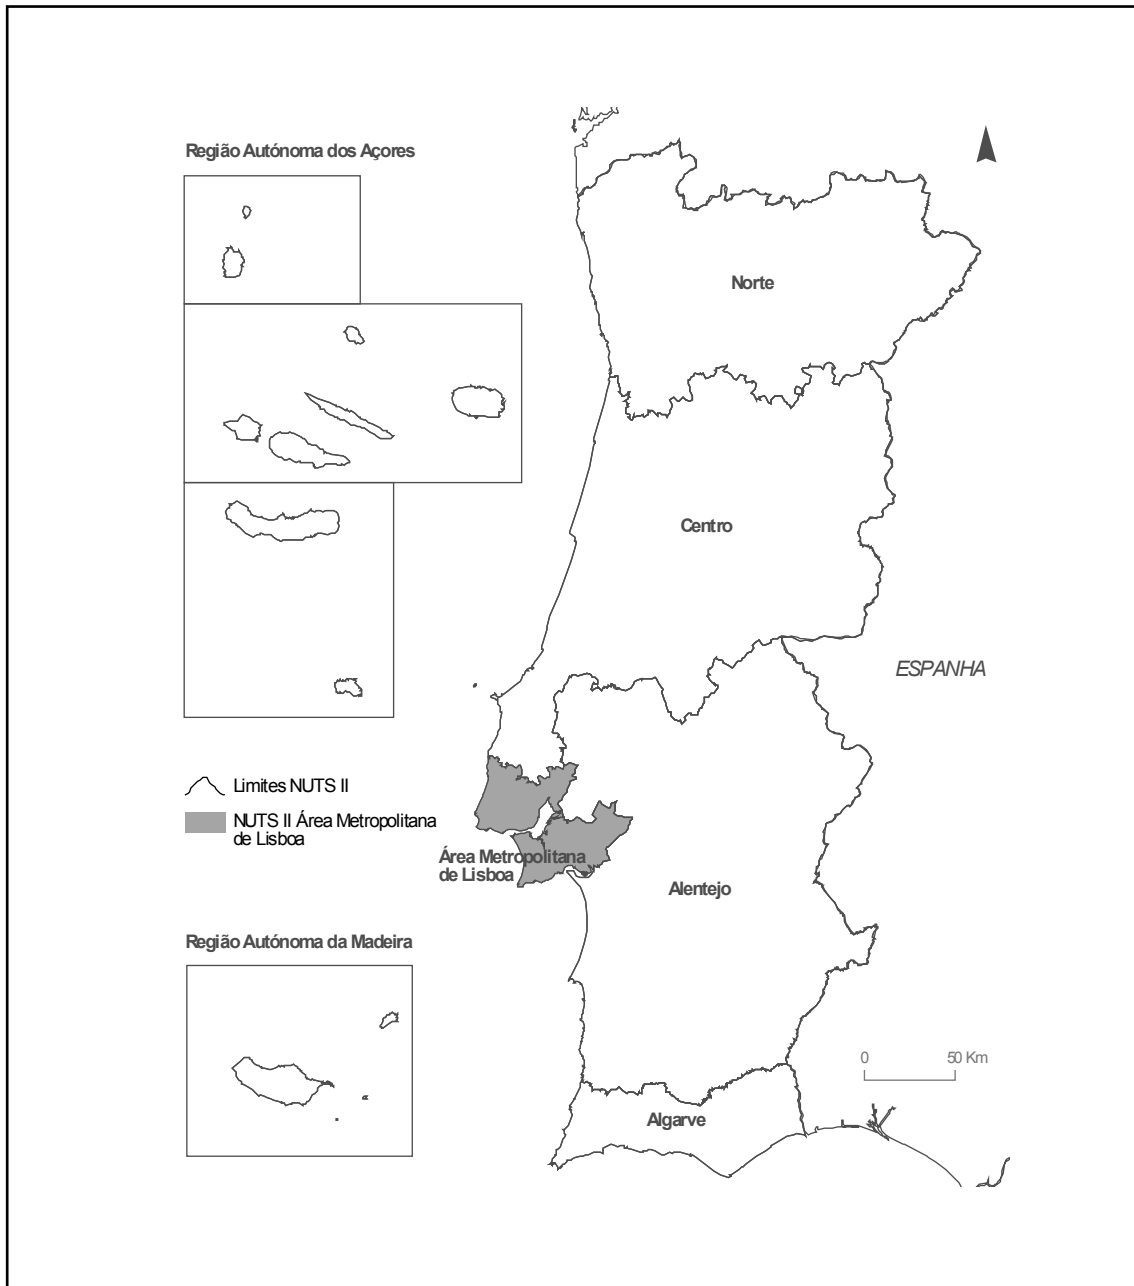 Região Autónoma dos Açores
Norte
Centro
ESPANHA
Limites NUTS II
NUTS II Área Metropolitana
de Lisboa
Área Metropolitana
de Lisboa
Alentejo
Região Autónoma da Madeira
0 50 Km
Algarve